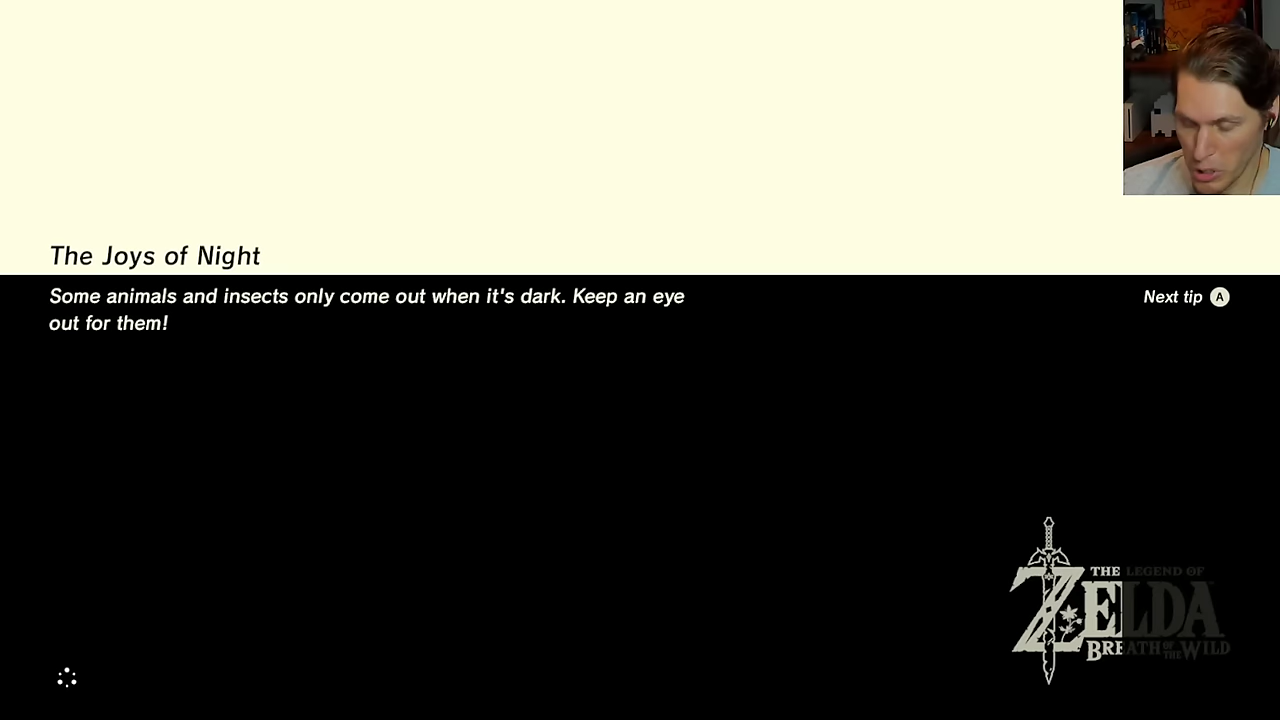 The Joys of Night
Some animals and insects only come out when it's dark. Keep an eye
out for them!
Next tip A
THE LEGEND OF
ZELDA
BREATH OF THE WILD